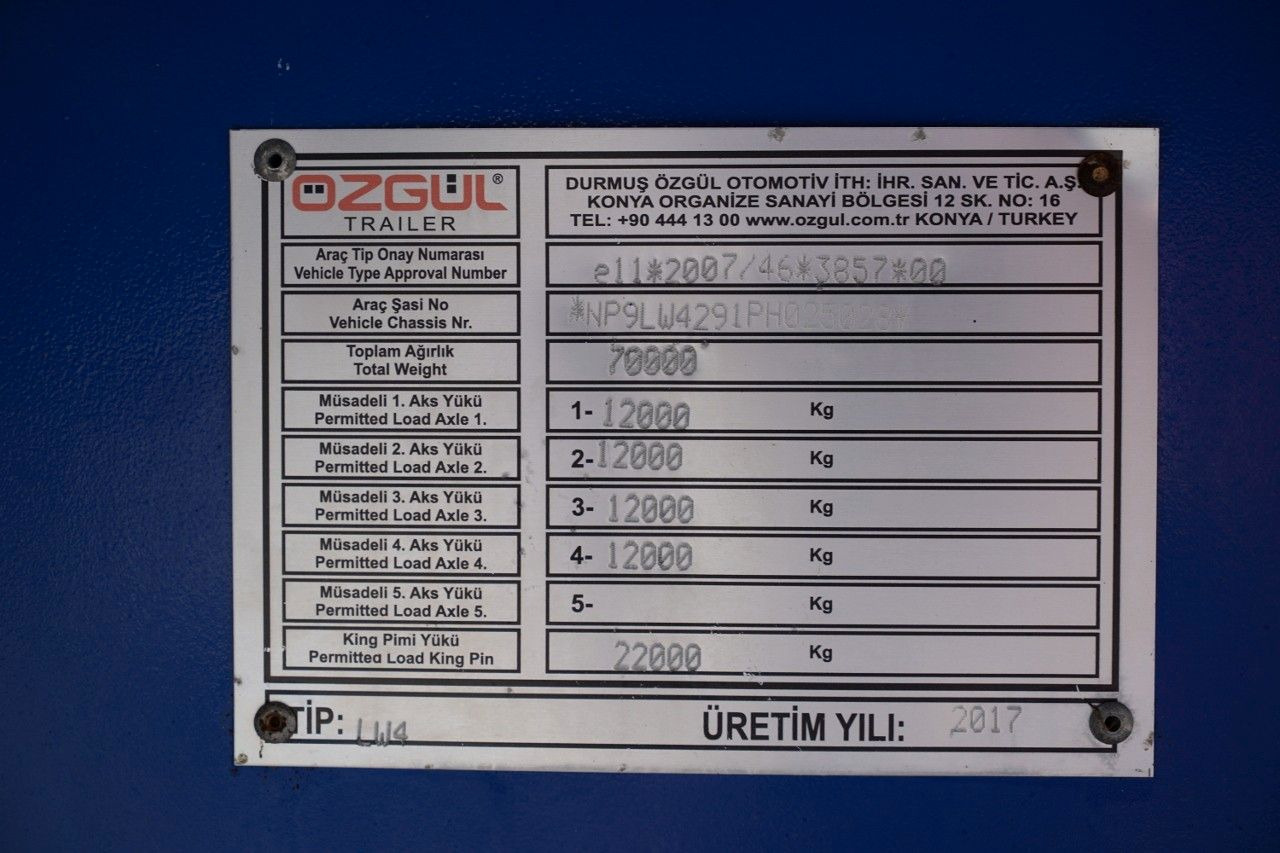 ÖZGÜL®
TRAILER
DURMUŞ ÖZGÜL OTOMOTİV İTH: İHR. SAN. VE TİC. A.Ş.
KONYA ORGANİZE SANAYİ BÖLGESİ 12 SK. NO: 16
TEL: +90 444 13 00 www.ozgul.com.tr KONYA / TURKEY
Araç Tip Onay Numarası
Vehicle Type Approval Number
e11*2007/46*3857*00
Araç Şasi No
Vehicle Chassis Nr.
Toplam Ağırlık
Total Weight
70000
Müsadeli 1. Aks Yükü
Permitted Load Axle 1.
1- 12000 Kg
Müsadeli 2. Aks Yükü
Permitted Load Axle 2.
2- 12000 Kg
Müsadeli 3. Aks Yükü
Permitted Load Axle 3.
3- 12000 Kg
Müsadeli 4. Aks Yükü
Permitted Load Axle 4.
4- 12000 Kg
Müsadeli 5. Aks Yükü
Permitted Load Axle 5.
5- Kg
King Pimi Yükü
Permitted Load King Pin
22000 Kg
TİP: LW4
ÜRETİM YILI: 2017